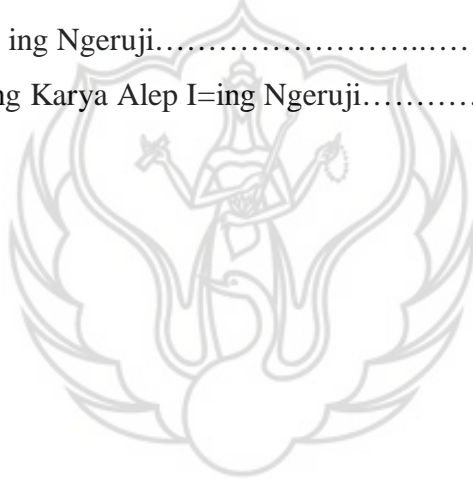 ing Ngeruji……………………..……
ng Karya Alep I=ing Ngeruji…………